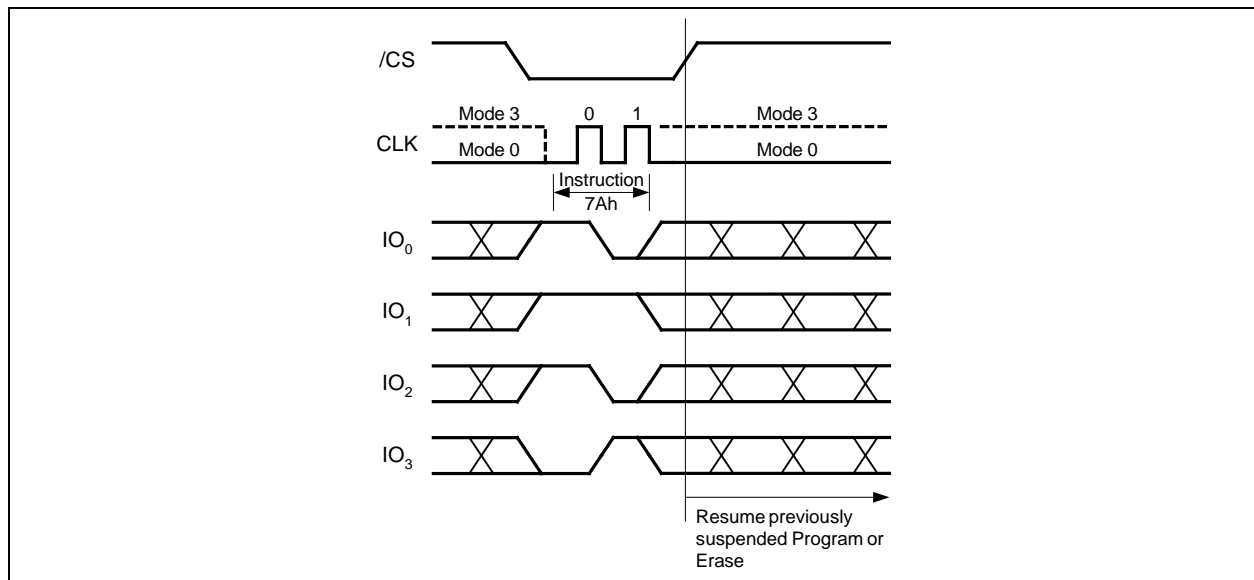 /CS
Mode 3
0
1
Mode 3
CLK
Mode 0
Mode 0
Instruction
7Ah
IO0
IO1
IO2
IO3
Resume previously
suspended Program or
Erase